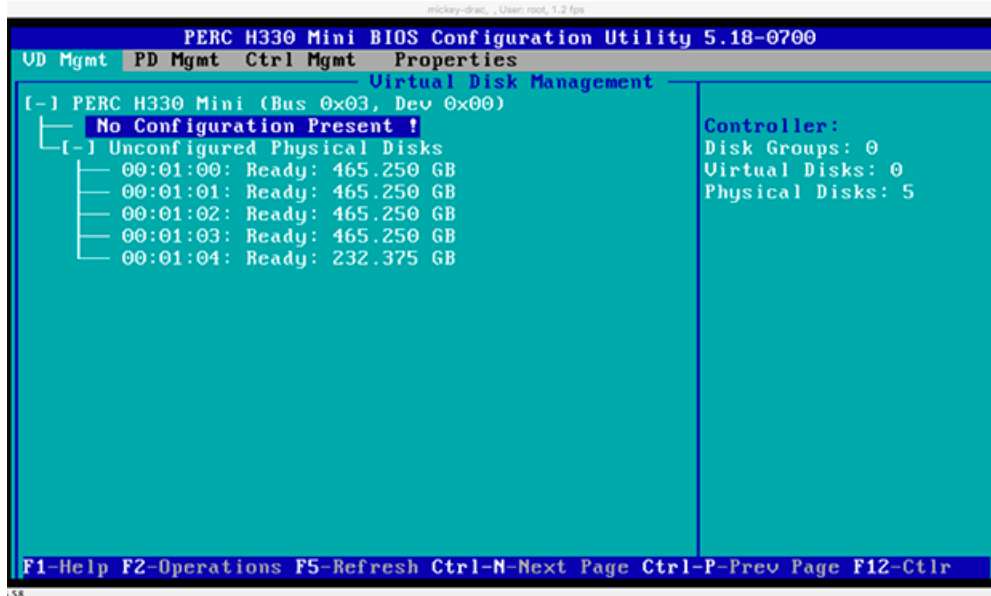 mickey-drac, , User: root, 1.2 fps
PERC H330 Mini BIOS Configuration Utility 5.18-0700
VD Mgmt PD Mgmt Ctrl Mgmt Properties
Virtual Disk Management
[-] PERC H330 Mini (Bus 0x03, Dev 0x00)
No Configuration Present !
[-] Unconfigured Physical Disks
00:01:00: Ready: 465.250 GB
00:01:01: Ready: 465.250 GB
00:01:02: Ready: 465.250 GB
00:01:03: Ready: 465.250 GB
00:01:04: Ready: 232.375 GB
Controller:
Disk Groups: 0
Virtual Disks: 0
Physical Disks: 5
F1-Help F2-Operations F5-Refresh Ctrl-N-Next Page Ctrl-P-Prev Page F12-Ctlr